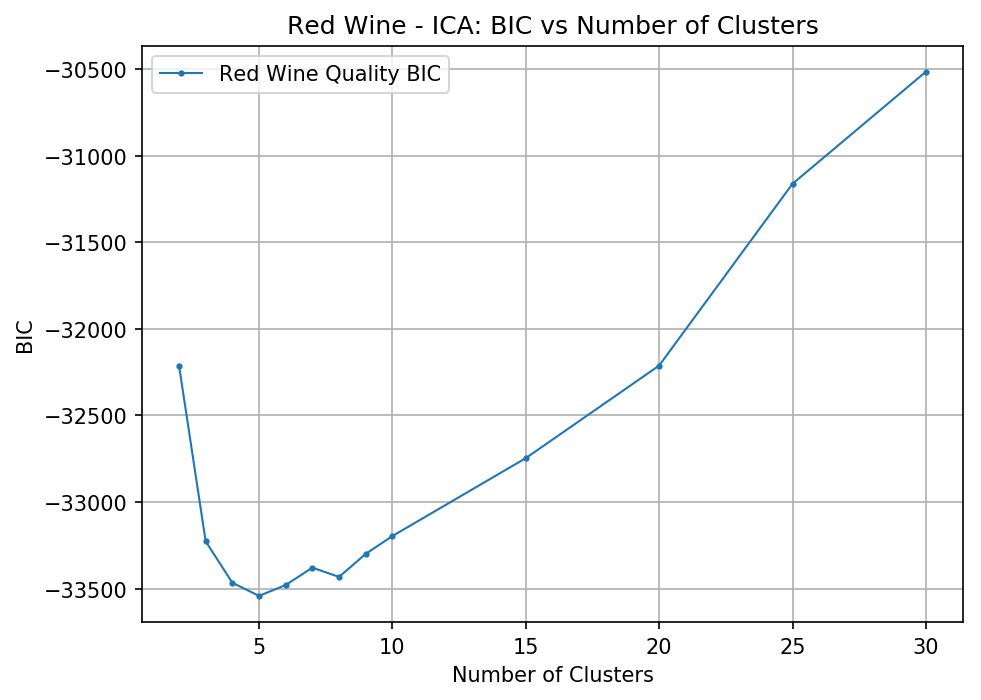 Red Wine - ICA: BIC vs Number of Clusters
Red Wine Quality BIC
−30500
−31000
−31500
−32000
−32500
−33000
−33500
BIC
5 10 15 20 25 30
Number of Clusters